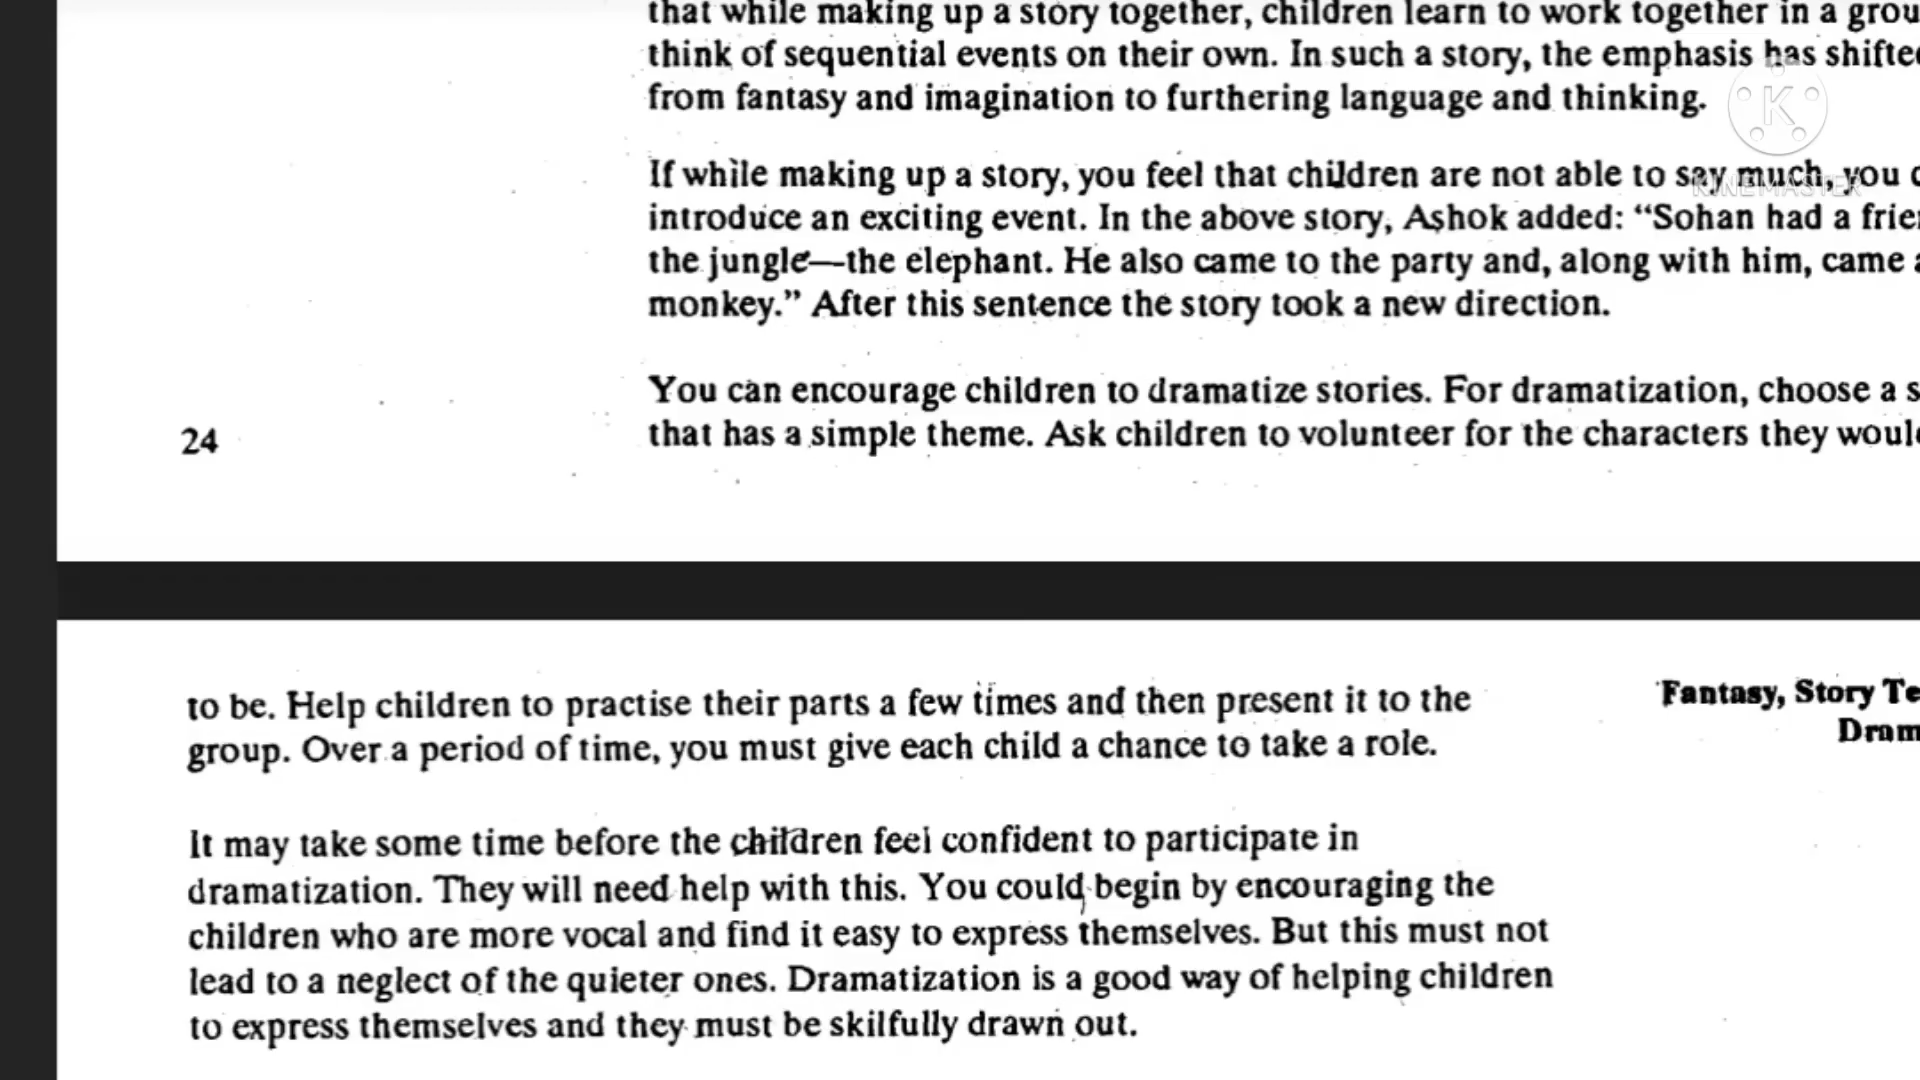 that while making up a story together, children learn to work together in a
think of sequential events on their own. In such a story, the emphasis has
from fantasy and imagination to furthering language and thinking.
K
KINEMASTER
If while making up a story, you feel that children are not able to say much, you
introduce an exciting event. In the above story, Ashok added: “Sohan had a
the jungle—the elephant. He also came to the party and, along with him, came
monkey.” After this sentence the story took a new direction.
You can encourage children to dramatize stories. For dramatization, choose a
that has a simple theme. Ask children to volunteer for the characters they
24
to be. Help children to practise their parts a few times and then present it to the
group. Over a period of time, you must give each child a chance to take a role.
Fantasy, Story
It may take some time before the children feel confident to participate in
dramatization. They will need help with this. You could begin by encouraging the
children who are more vocal and find it easy to express themselves. But this must not
lead to a neglect of the quieter ones. Dramatization is a good way of helping children
to express themselves and they must be skilfully drawn out.